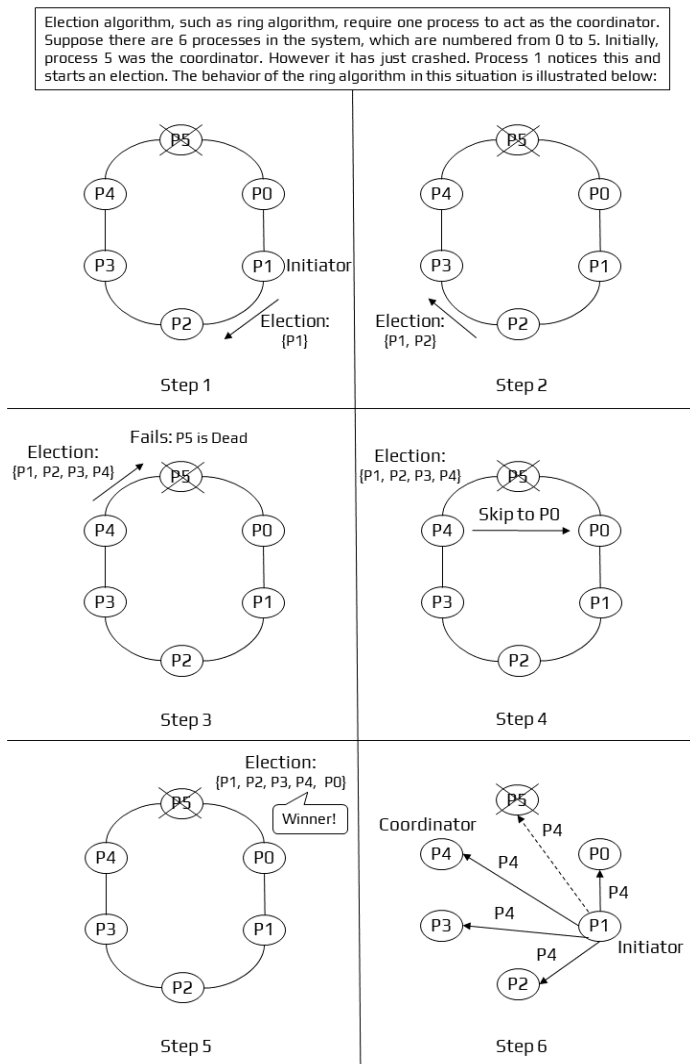 Election algorithm, such as ring algorithm, require one process to act as the coordinator.
Suppose there are 6 processes in the system, which are numbered from 0 to 5. Initially,
process 5 was the coordinator. However it has just crashed. Process 1 notices this and
starts an election. The behavior of the ring algorithm in this situation is illustrated below:
P5
P4
P0
P3
P1 Initiator
P2
Election:
{P1}
Step 1
P5
P4
P0
P3
P1
Election:
{P1, P2}
P2
Step 2
Fails: P5 is Dead
Election:
{P1, P2, P3, P4}
P5
P4
P0
P3
P1
P2
Step 3
Election:
{P1, P2, P3, P4}
P5
Skip to P0
P4
P0
P3
P1
P2
Step 4
Election:
{P1, P2, P3, P4, P0}
Winner!
P5
P4
P0
P3
P1
P2
Step 5
P5
Coordinator
P4
P4
P4
P0
P4
P4
P3
P1
Initiator
P4
P2
Step 6